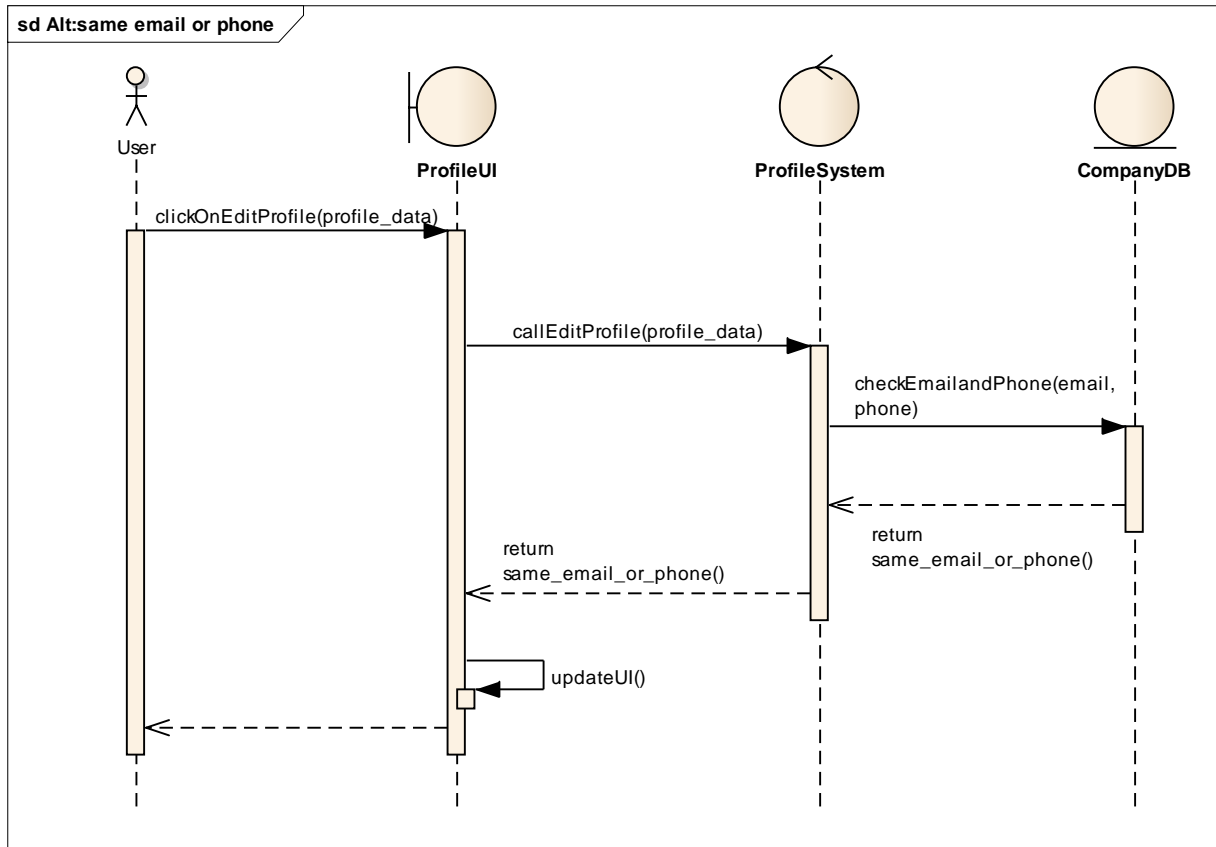 sd Alt:same email or phone
User
ProfileUI
ProfileSystem
CompanyDB
clickOnEditProfile(profile_data)
callEditProfile(profile_data)
checkEmailandPhone(email,
phone)
return
same_email_or_phone()
return
same_email_or_phone()
updateUI()